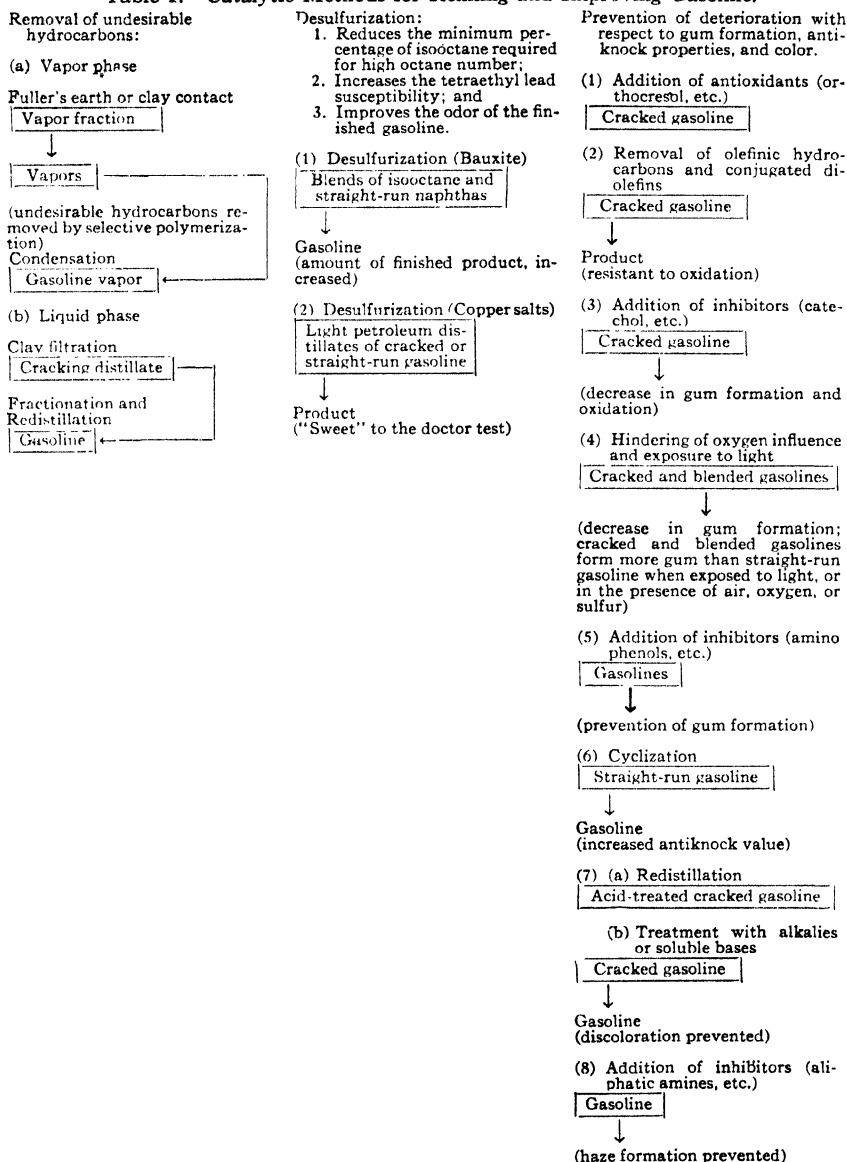 Removal of undesirable
hydrocarbons:
(a) Vapor phase
Fuller's earth or clay contact
Vapor fraction
Vapors
(undesirable hydrocarbons re-
moved by selective polymeriza-
tion)
Condensation
Gasoline vapor
(b) Liquid phase
Clay filtration
Cracking distillate
Fractionation and
Redistillation
Gasoline
Desulfurization:
1. Reduces the minimum per-
centage of isooctane required
for high octane number;
2. Increases the tetraethyl lead
susceptibility; and
3. Improves the odor of the fin-
ished gasoline.
(1) Desulfurization (Bauxite)
Blends of isooctane and
straight-run naphthas
Gasoline
(amount of finished product, in-
creased)
(2) Desulfurization (Copper salts)
Light petroleum dis-
tillates of cracked or
straight-run gasoline
Product
("Sweet" to the doctor test)
Prevention of deterioration with
respect to gum formation, anti-
knock properties, and color.
(1) Addition of antioxidants (or-
thocresol, etc.)
Cracked gasoline
(2) Removal of olefinic hydro-
carbons and conjugated di-
olefins
Cracked gasoline
Product
(resistant to oxidation)
(3) Addition of inhibitors (cate-
chol, etc.)
Cracked gasoline
(decrease in gum formation and
oxidation)
(4) Hindering of oxygen influence
and exposure to light
Cracked and blended gasolines
(decrease in gum formation;
cracked and blended gasolines
form more gum than straight-run
gasoline when exposed to light, or
in the presence of air, oxygen, or
sulfur)
(5) Addition of inhibitors (amino
phenols, etc.)
Gasolines
(prevention of gum formation)
(6) Cyclization
Straight-run gasoline
Gasoline
(increased antiknock value)
(7) (a) Redistillation
Acid-treated cracked gasoline
(b) Treatment with alkalies
or soluble bases
Cracked gasoline
Gasoline
(discoloration prevented)
(8) Addition of inhibitors (ali-
phatic amines, etc.)
Gasoline
(haze formation prevented)